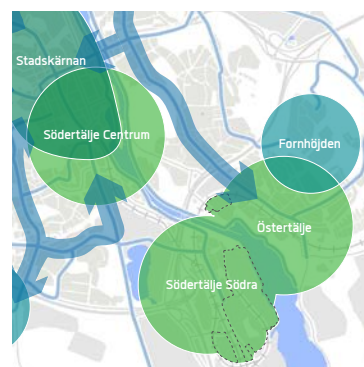 Stadskärnan
Södertälje Centrum
Fornhöjden
Östertälje
Södertälje Södra